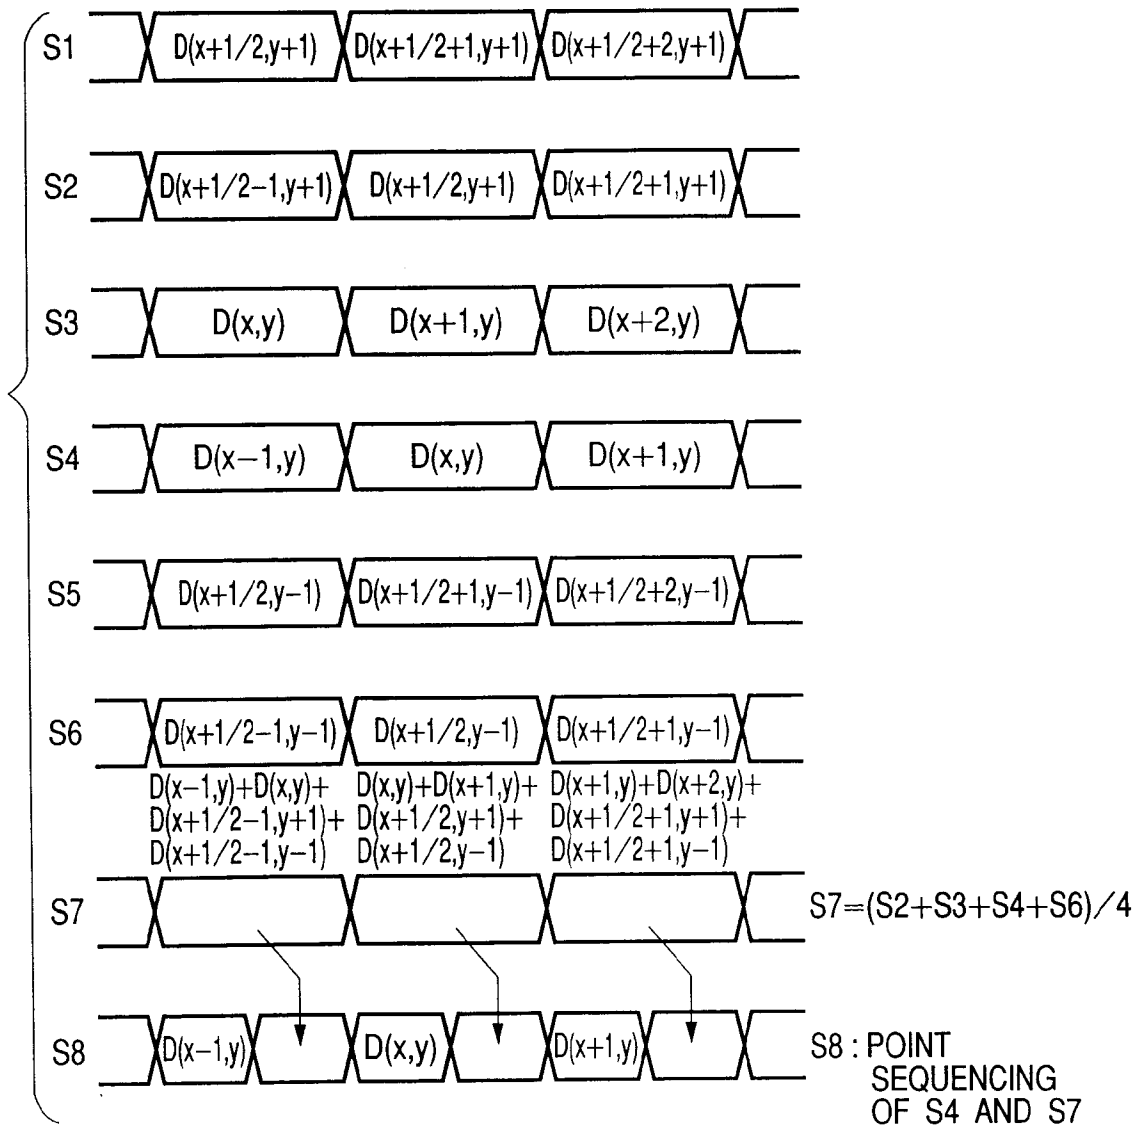 S1 D(x+1/2,y+1) D(x+1/2+1,y+1) D(x+1/2+2,y+1)
S2 D(x+1/2−1,y+1) D(x+1/2,y+1) D(x+1/2+1,y+1)
S3 D(x,y) D(x+1,y) D(x+2,y)
S4 D(x−1,y) D(x,y) D(x+1,y)
S5 D(x+1/2,y−1) D(x+1/2+1,y−1) D(x+1/2+2,y−1)
S6 D(x+1/2−1,y−1) D(x+1/2,y−1) D(x+1/2+1,y−1)
D(x−1,y)+D(x,y)+ D(x,y)+D(x+1,y)+ D(x+1,y)+D(x+2,y)+
D(x+1/2−1,y+1)+ D(x+1/2,y+1)+ D(x+1/2+1,y+1)+
D(x+1/2−1,y−1) D(x+1/2,y−1) D(x+1/2+1,y−1)
S7 S7=(S2+S3+S4+S6)/4
S8 D(x−1,y) D(x,y) D(x+1,y) S8 : POINT
SEQUENCING
OF S4 AND S7